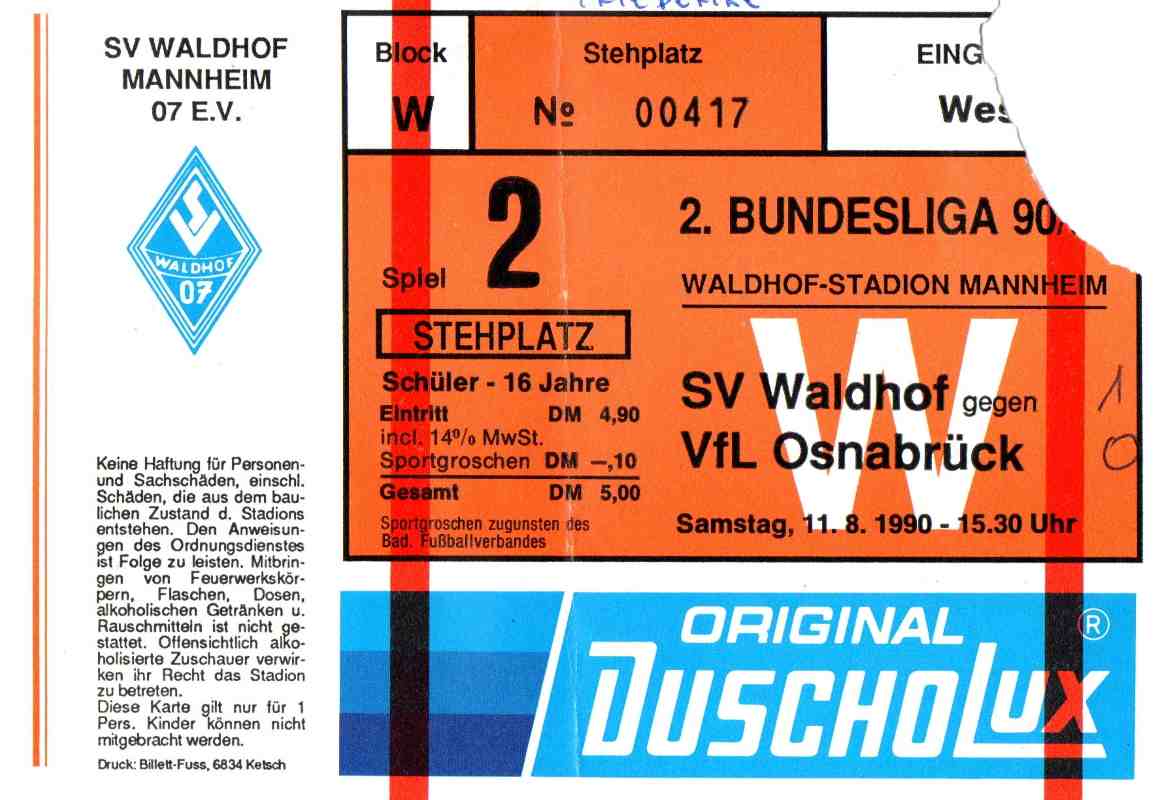 SV WALDHOF
MANNHEIM
07 E.V.
WALDHOF
07
Keine Haftung für Personen-
und Sachschäden, einschl.
Schäden, die aus dem bau-
lichen Zustand d. Stadions
entstehen. Den Anweisun-
gen des Ordnungsdienstes
ist Folge zu leisten. Mitbrin-
gen von Feuerwerkskör-
pern, Flaschen, Dosen,
alkoholischen Getränken u.
Rauschmitteln ist nicht ge-
stattet. Offensichtlich alko-
holisierte Zuschauer verwir-
ken ihr Recht das Stadion
zu betreten.
Diese Karte gilt nur für 1
Pers. Kinder können nicht
mitgebracht werden.
Druck: Billett-Fuss, 6834 Ketsch
Block
W
Stehplatz
No 00417
EING
Wes
Spiel 2
STEHPLATZ
Schüler - 16 Jahre
Eintritt DM 4,90
incl. 14% MwSt.
Sportgroschen DM –,10
Gesamt DM 5,00
Sportgroschen zugunsten des
Bad. Fußballverbandes
2. BUNDESLIGA 90/
WALDHOF-STADION MANNHEIM
W
SV Waldhof gegen 1
VfL Osnabrück 0
Samstag, 11. 8. 1990 - 15.30 Uhr
ORIGINAL ®
DUSCHOLUX